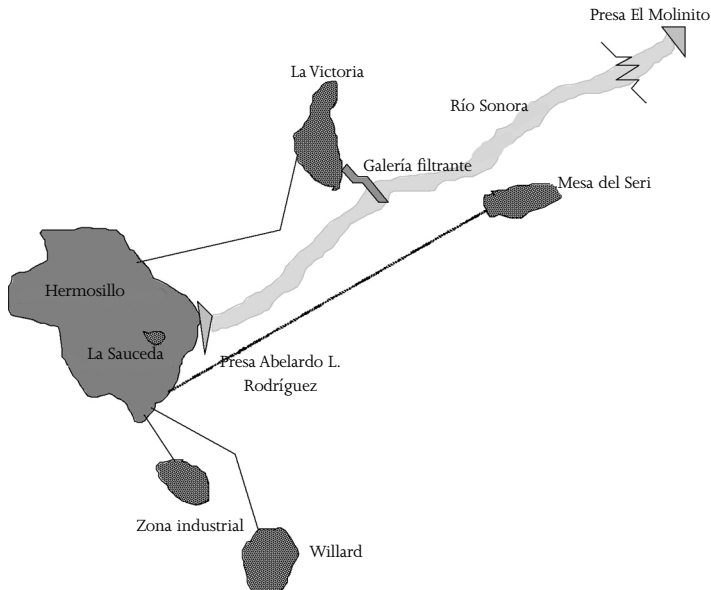 Presa El Molinito
La Victoria
Río Sonora
Galería filtrante
Mesa del Seri
Hermosillo
La Sauceda
Presa Abelardo L.
Rodríguez
Zona industrial
Willard